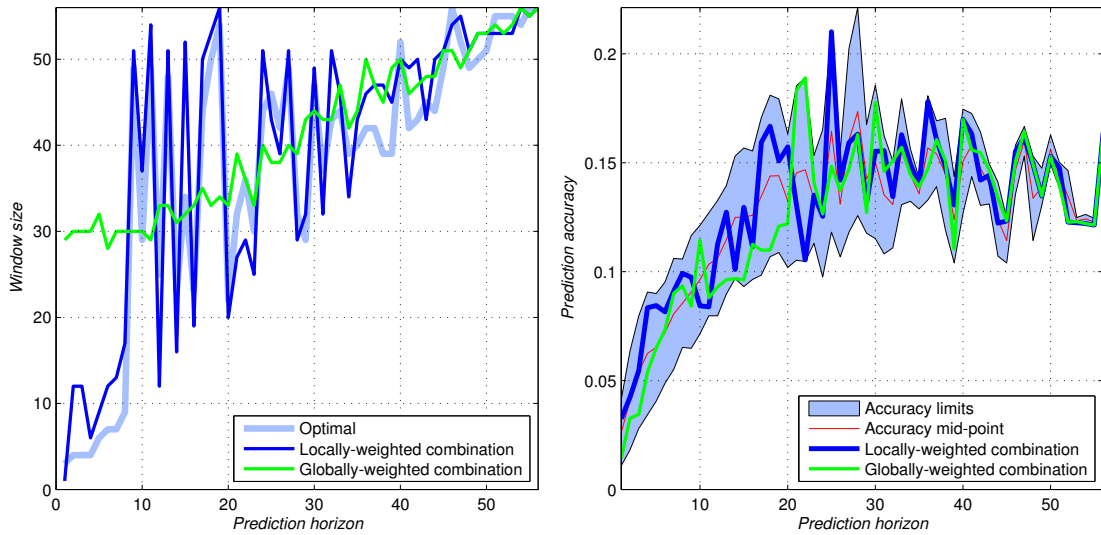 50
40
30
20
10
0
Window size
10
20
30
40
50
Prediction horizon
Optimal
Locally-weighted combination
Globally-weighted combination
0.2
0.15
0.1
0.05
0
Prediction accuracy
10
20
30
40
50
Prediction horizon
Accuracy limits
Accuracy mid-point
Locally-weighted combination
Globally-weighted combination